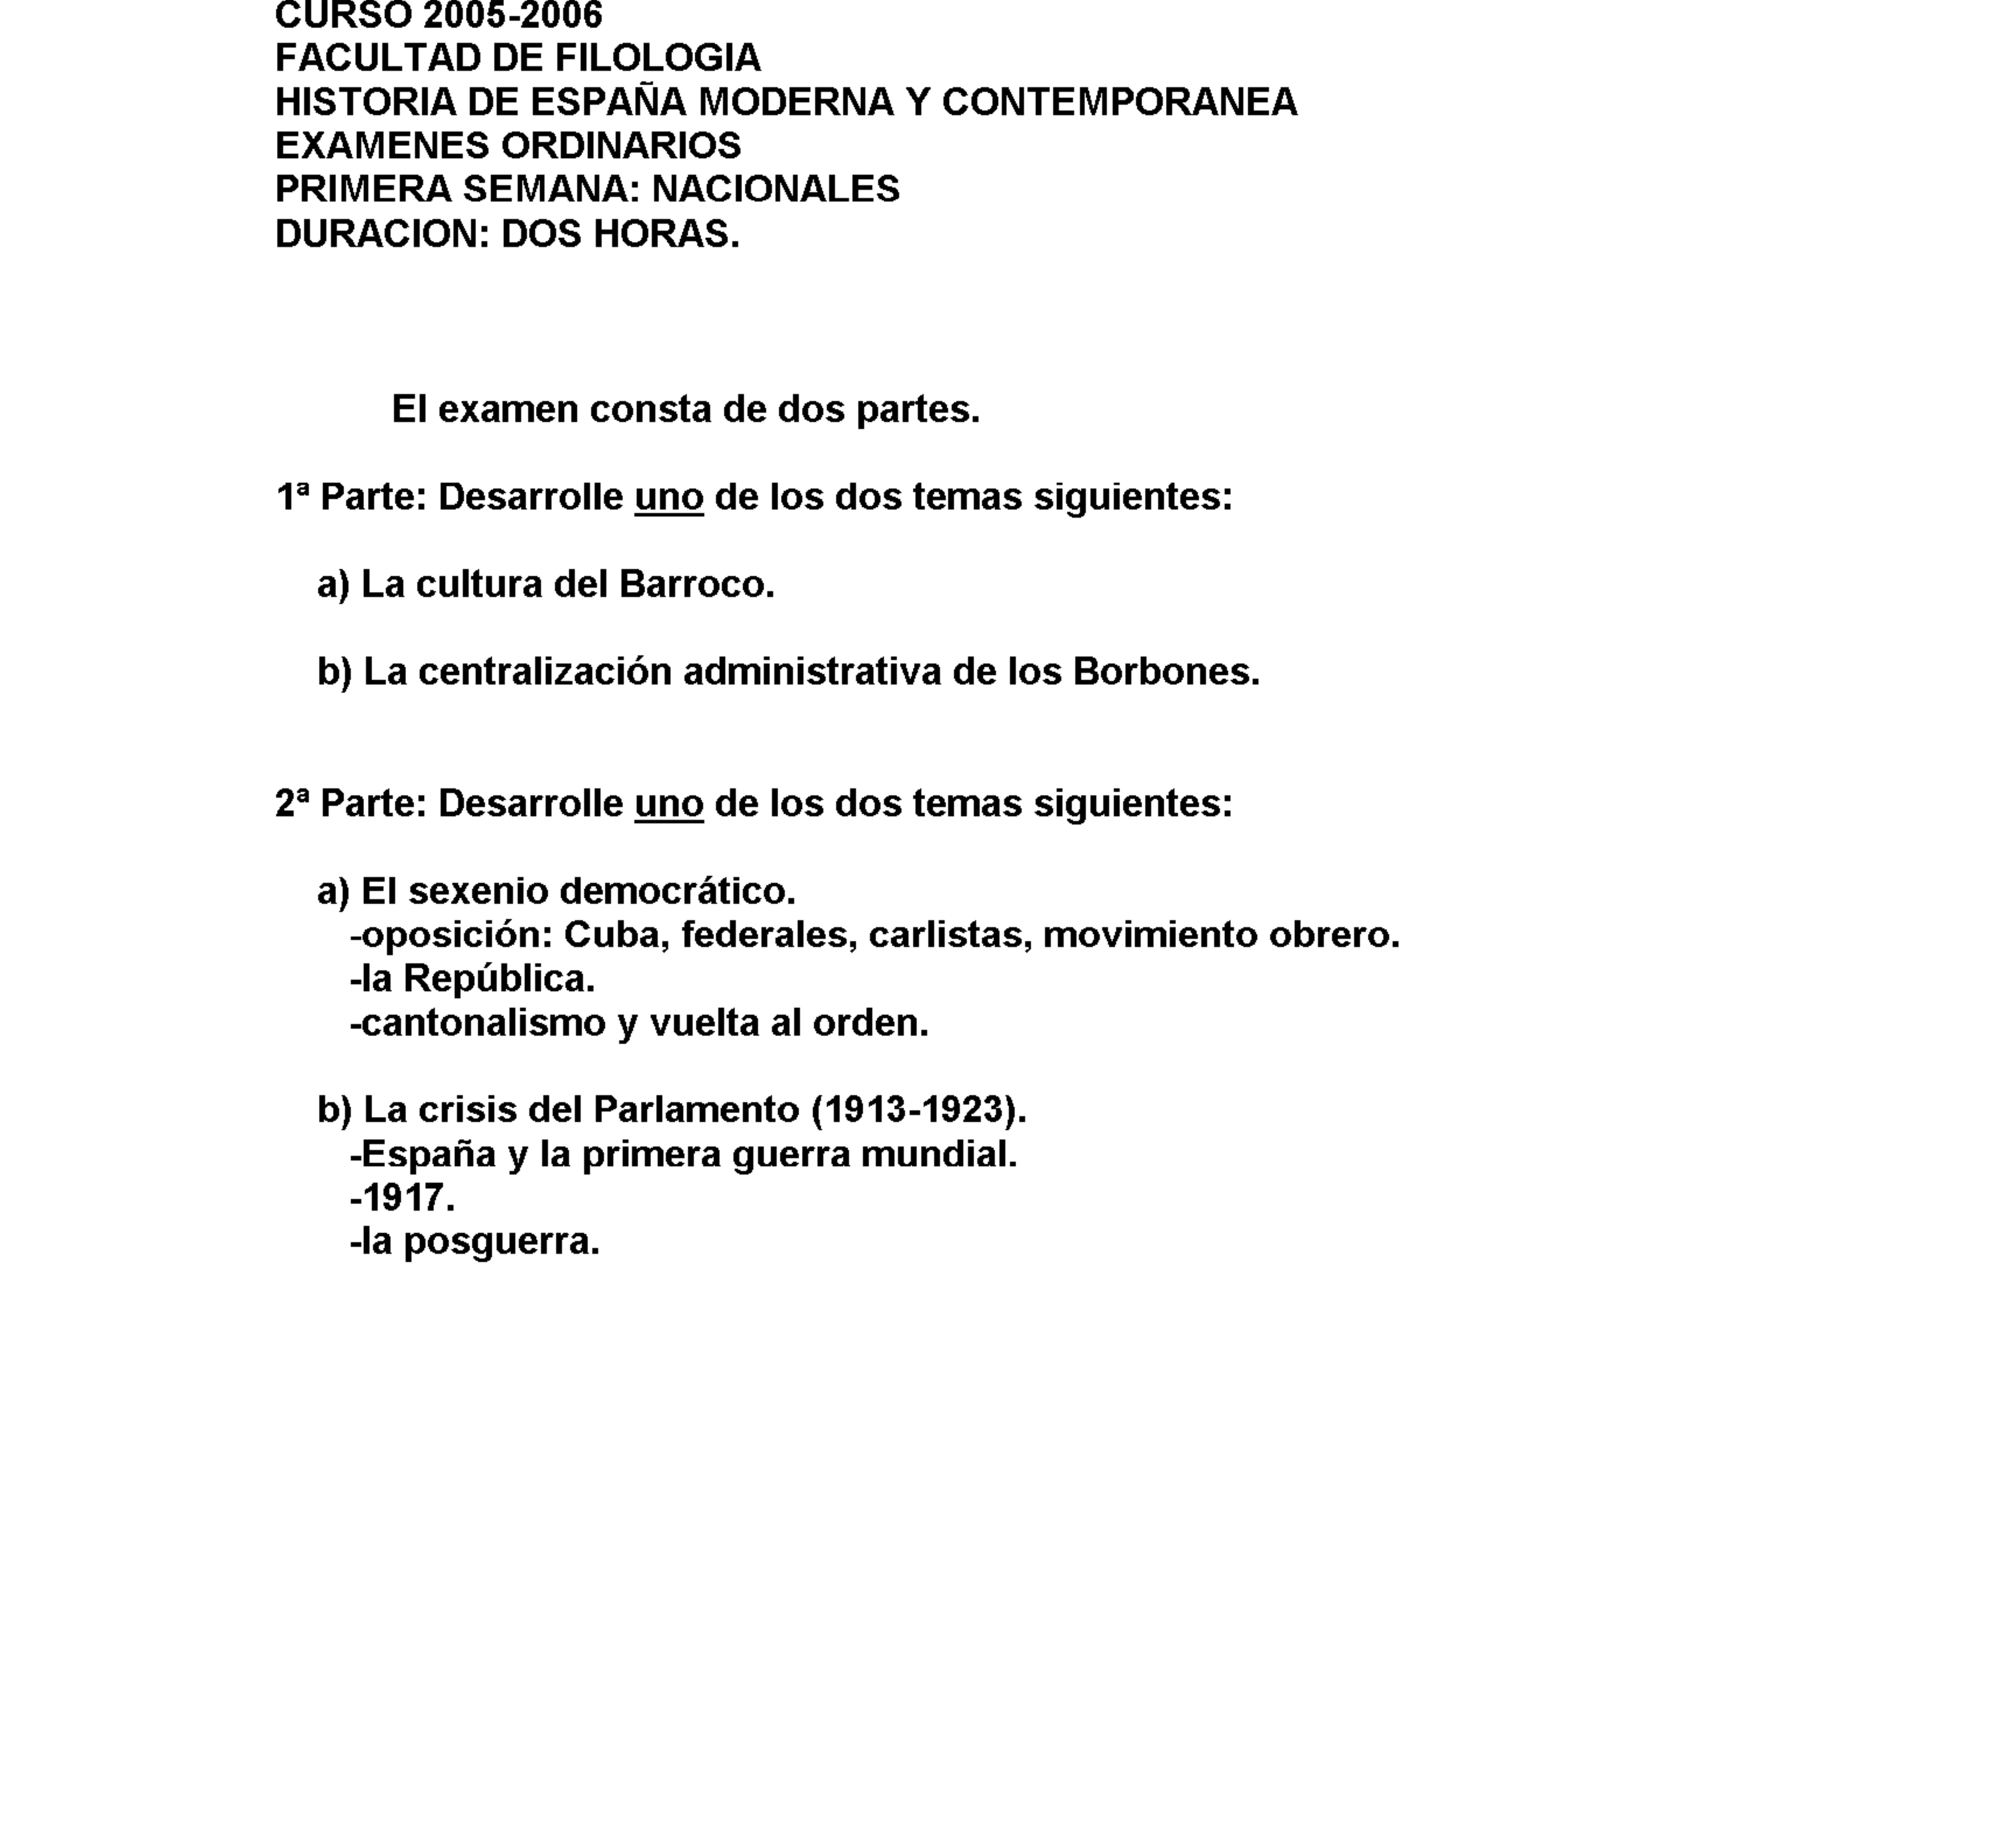 CURSO 2005-2006
FACULTAD DE FILOLOGIA
HISTORIA DE ESPAÑA MODERNA Y CONTEMPORANEA
EXAMENES ORDINARIOS
PRIMERA SEMANA: NACIONALES
DURACION: DOS HORAS.
El examen consta de dos partes.
1ª Parte: Desarrolle uno de los dos temas siguientes:
a) La cultura del Barroco.
b) La centralización administrativa de los Borbones.
2ª Parte: Desarrolle uno de los dos temas siguientes:
a) El sexenio democrático.
-oposición: Cuba, federales, carlistas, movimiento obrero.
-la República.
-cantonalismo y vuelta al orden.
b) La crisis del Parlamento (1913-1923).
-España y la primera guerra mundial.
-1917.
-la posguerra.